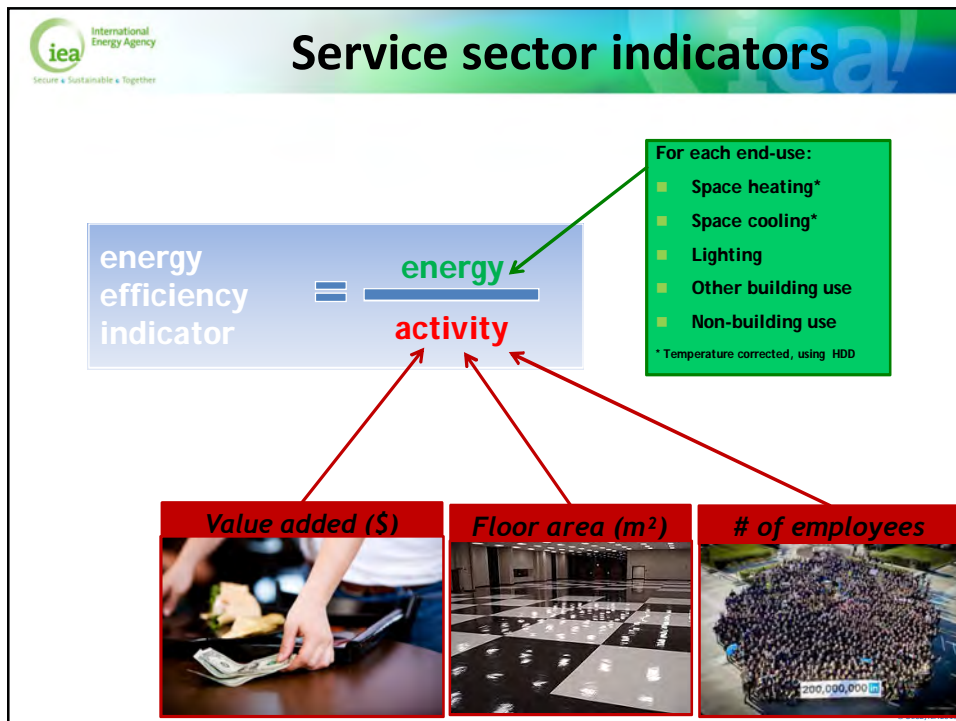 iea
International
Energy Agency
Secure • Sustainable • Together
Service sector indicators
For each end-use:
Space heating*
Space cooling*
Lighting
Other building use
Non-building use
* Temperature corrected, using HDD
energy
efficiency
indicator
=
energy
activity
Value added ($)
Floor area (m²)
# of employees
200,000,000 in